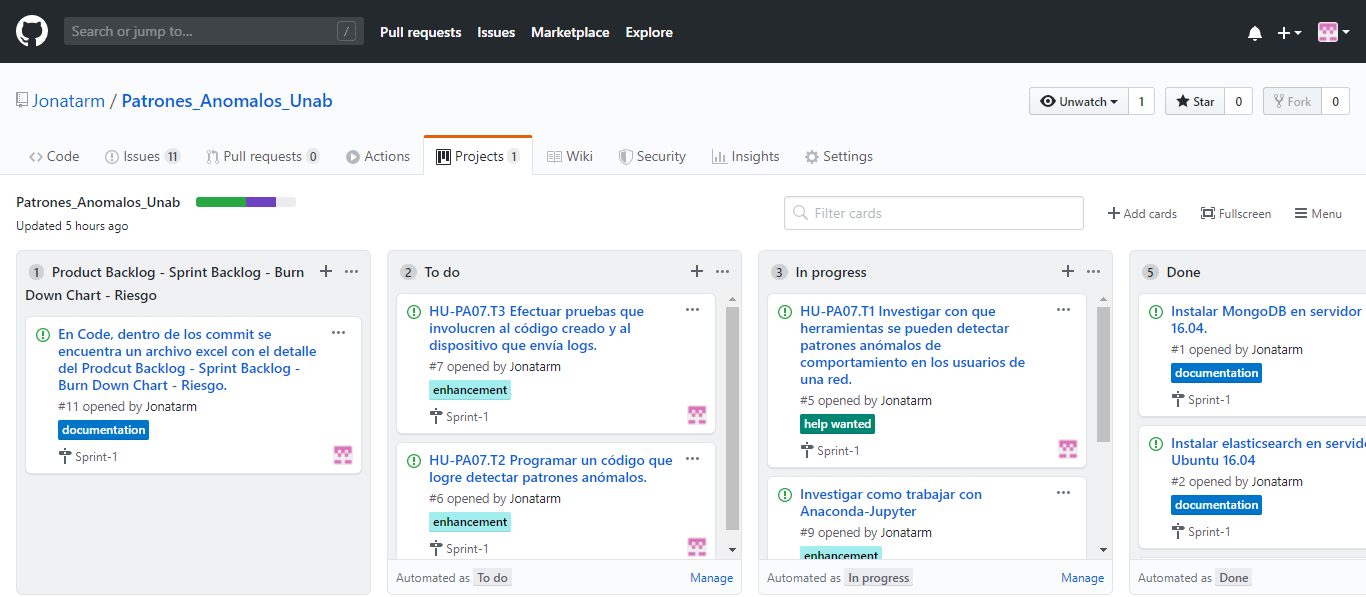 Search or jump to...
/
Pull requests
Issues
Marketplace
Explore
Jonatarm / Patrones_Anomalos_Unab
Unwatch
1
Star
0
Fork
0
Code
Issues 11
Pull requests 0
Actions
Projects 1
Wiki
Security
Insights
Settings
Patrones_Anomalos_Unab
Updated 5 hours ago
Filter cards
Add cards
Fullscreen
Menu
1 Product Backlog - Sprint Backlog - Burn
Down Chart - Riesgo
En Code, dentro de los commit se
encuentra un archivo excel con el detalle
del Prodcut Backlog - Sprint Backlog -
Burn Down Chart - Riesgo.
#11 opened by Jonatarm
documentation
Sprint-1
2 To do
HU-PA07.T3 Efectuar pruebas que
involucren al código creado y al
dispositivo que envía logs.
#7 opened by Jonatarm
enhancement
Sprint-1
HU-PA07.T2 Programar un código que
logre detectar patrones anómalos.
#6 opened by Jonatarm
enhancement
Sprint-1
Automated as To do
Manage
3 In progress
HU-PA07.T1 Investigar con que
herramientas se pueden detectar
patrones anómalos de
comportamiento en los usuarios de
una red.
#5 opened by Jonatarm
help wanted
Sprint-1
Investigar como trabajar con
Anaconda-Jupyter
#9 opened by Jonatarm
enhancement
Automated as In progress
Manage
5 Done
Instalar MongoDB en servidor
16.04.
#1 opened by Jonatarm
documentation
Sprint-1
Instalar elasticsearch en servido
Ubuntu 16.04
#2 opened by Jonatarm
documentation
Sprint-1
Automated as Done